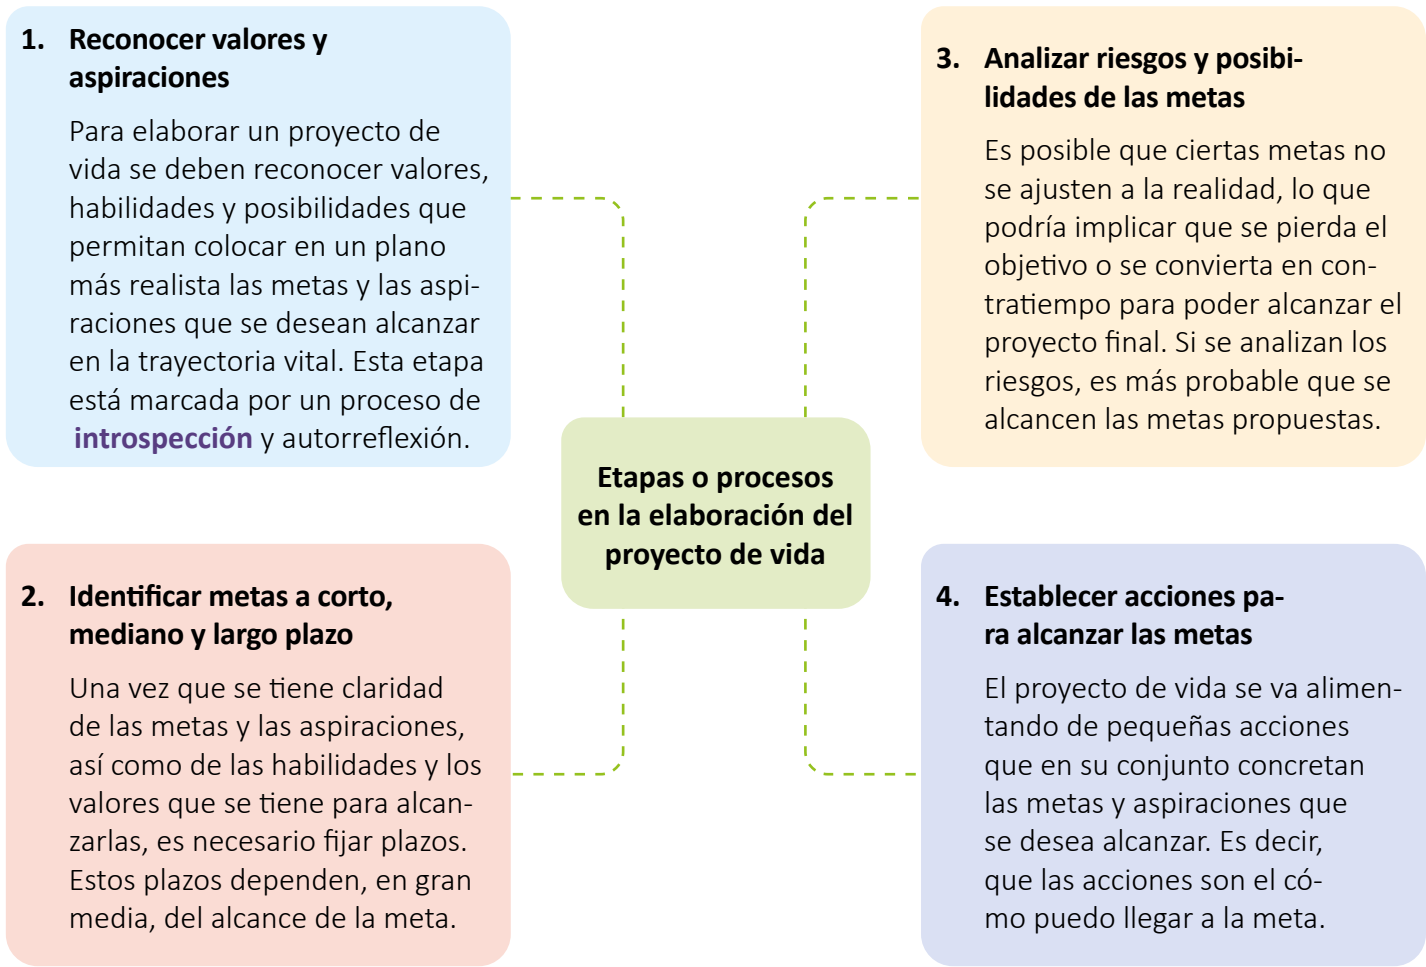 1. Reconocer valores y
aspiraciones
Para elaborar un proyecto de
vida se deben reconocer valores,
habilidades y posibilidades que
permitan colocar en un plano
más realista las metas y las aspi-
raciones que se desean alcanzar
en la trayectoria vital. Esta etapa
está marcada por un proceso de
introspección y autorreflexión.
2. Identificar metas a corto,
mediano y largo plazo
Una vez que se tiene claridad
de las metas y las aspiraciones,
así como de las habilidades y los
valores que se tiene para alcan-
zarlas, es necesario fijar plazos.
Estos plazos dependen, en gran
media, del alcance de la meta.
Etapas o procesos
en la elaboración del
proyecto de vida
3. Analizar riesgos y posibi-
lidades de las metas
Es posible que ciertas metas no
se ajusten a la realidad, lo que
podría implicar que se pierda el
objetivo o se convierta en con-
tratiempo para poder alcanzar el
proyecto final. Si se analizan los
riesgos, es más probable que se
alcancen las metas propuestas.
4. Establecer acciones pa-
ra alcanzar las metas
El proyecto de vida se va alimen-
tando de pequeñas acciones
que en su conjunto concretan
las metas y aspiraciones que
se desea alcanzar. Es decir,
que las acciones son el có-
mo puedo llegar a la meta.